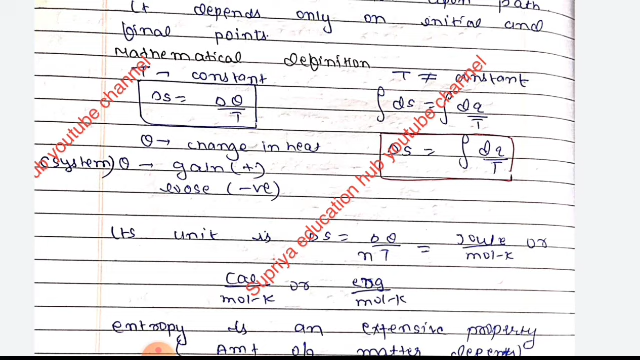 It depends only on initial and
final points.
Mathematical definition
T → constant T ≠ constant
Δs = ΔQ/T ∫ds = ∫dq/T
Q → change in heat Δs = ∫dq/T
(system) Q → gain (+)
loose (-ve)
Its unit is Δs = ΔQ/nT = Joule/mol-k or
Cal/mol-k or erg/mol-k
entropy is an extensive property
(Amt of matter depends)
Supriya education hub youtube channel
youtube channel